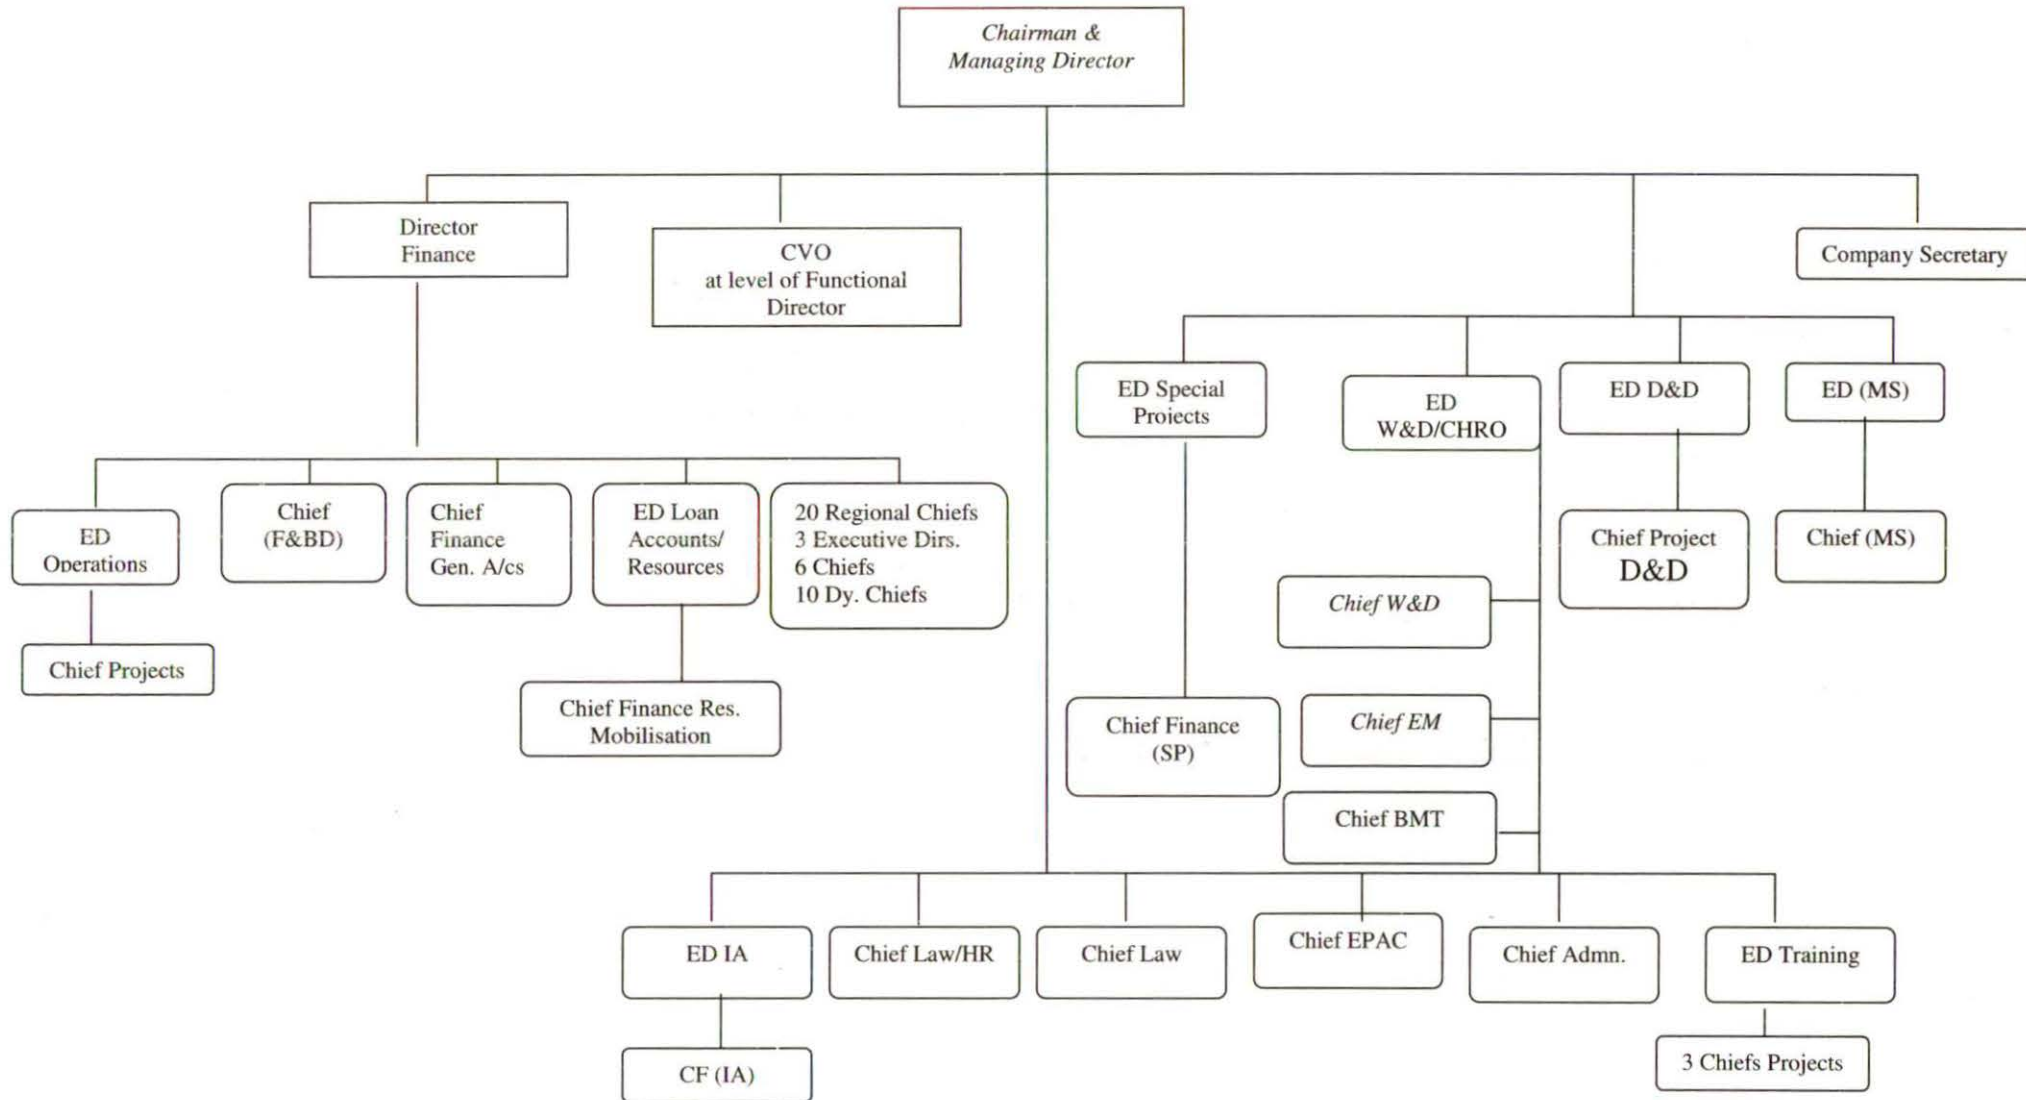 Chairman &
Managing Director
Director
Finance
CVO
at level of Functional
Director
Company Secretary
ED Special
Projects
ED
W&D/CHRO
ED D&D
ED (MS)
ED
Operations
Chief
(F&BD)
Chief
Finance
Gen. A/cs
ED Loan
Accounts/
Resources
20 Regional Chiefs
3 Executive Dirs.
6 Chiefs
10 Dy. Chiefs
Chief Project
D&D
Chief (MS)
Chief W&D
Chief Projects
Chief Finance Res.
Mobilisation
Chief Finance
(SP)
Chief EM
Chief BMT
ED IA
Chief Law/HR
Chief Law
Chief EPAC
Chief Admn.
ED Training
CF (IA)
3 Chiefs Projects